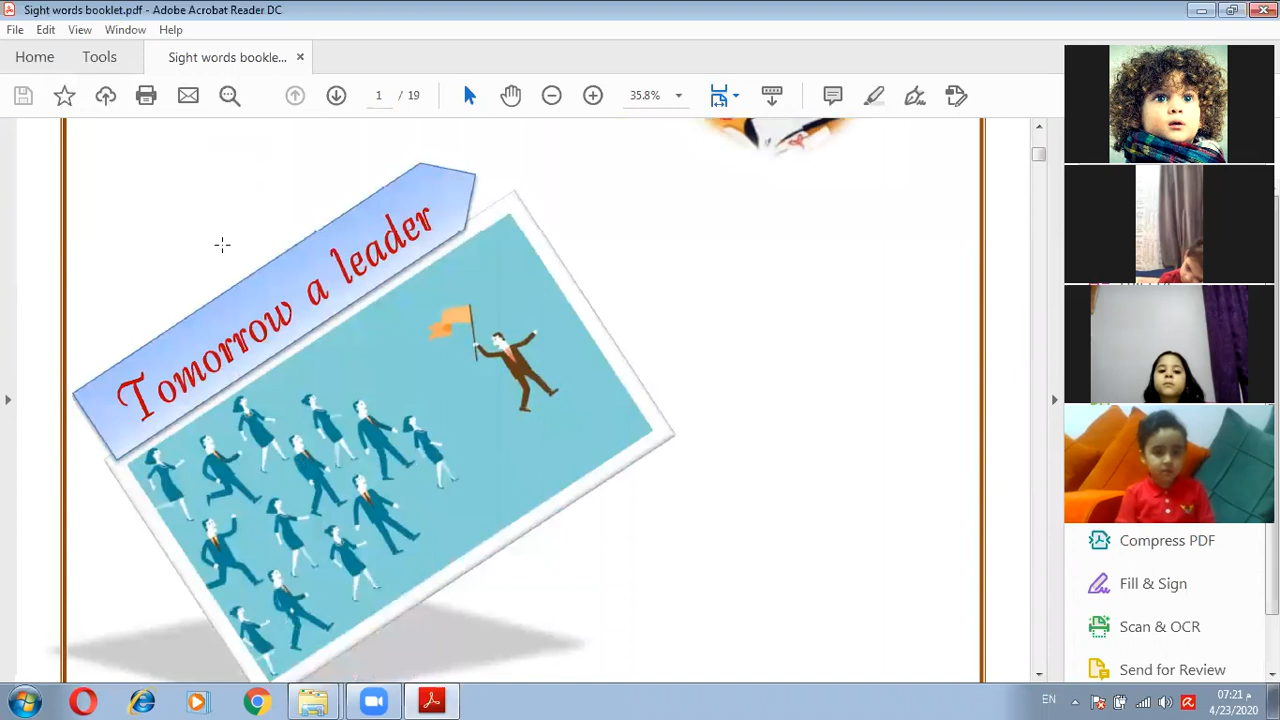 Sight words booklet.pdf - Adobe Acrobat Reader DC
File Edit View Window Help
Home Tools Sight words bookle... ×
1 / 19 35.8%
Tomorrow a leader
Compress PDF
Fill & Sign
Scan & OCR
Send for Review
EN
07:21 م
4/23/2020